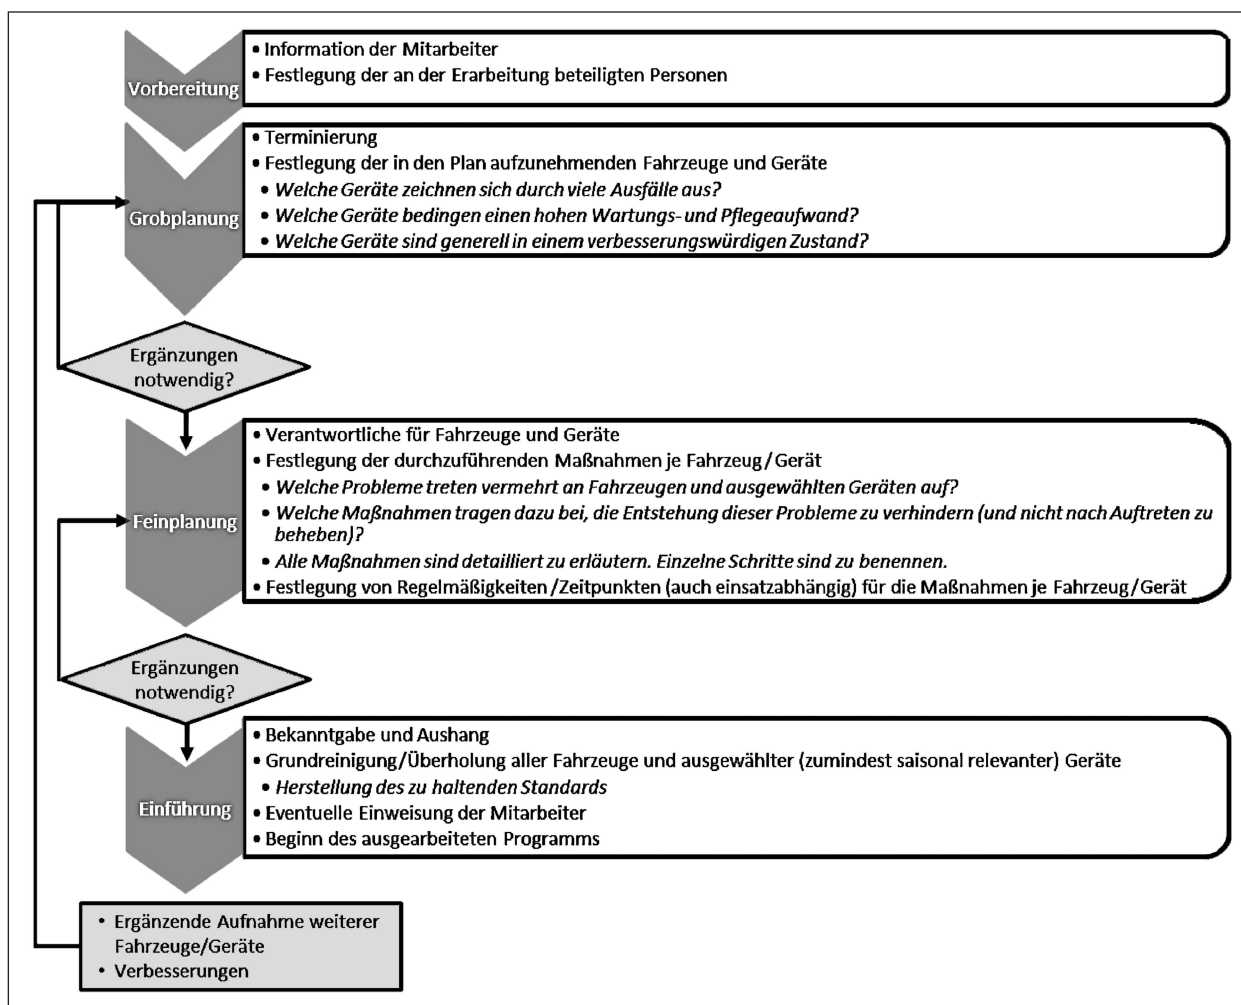 Vorbereitung
• Information der Mitarbeiter
• Festlegung der an der Erarbeitung beteiligten Personen
Grobplanung
• Terminierung
• Festlegung der in den Plan aufzunehmenden Fahrzeuge und Geräte
• Welche Geräte zeichnen sich durch viele Ausfälle aus?
• Welche Geräte bedingen einen hohen Wartungs- und Pflegeaufwand?
• Welche Geräte sind generell in einem verbesserungswürdigen Zustand?
Ergänzungen
notwendig?
Feinplanung
• Verantwortliche für Fahrzeuge und Geräte
• Festlegung der durchzuführenden Maßnahmen je Fahrzeug/Gerät
• Welche Probleme treten vermehrt an Fahrzeugen und ausgewählten Geräten auf?
• Welche Maßnahmen tragen dazu bei, die Entstehung dieser Probleme zu verhindern (und nicht nach Auftreten zu
beheben)?
• Alle Maßnahmen sind detailliert zu erläutern. Einzelne Schritte sind zu benennen.
• Festlegung von Regelmäßigkeiten/Zeitpunkten (auch einsatzabhängig) für die Maßnahmen je Fahrzeug/Gerät
Ergänzungen
notwendig?
Einführung
• Bekanntgabe und Aushang
• Grundreinigung/Überholung aller Fahrzeuge und ausgewählter (zumindest saisonal relevanter) Geräte
• Herstellung des zu haltenden Standards
• Eventuelle Einweisung der Mitarbeiter
• Beginn des ausgearbeiteten Programms
• Ergänzende Aufnahme weiterer
Fahrzeuge/Geräte
• Verbesserungen